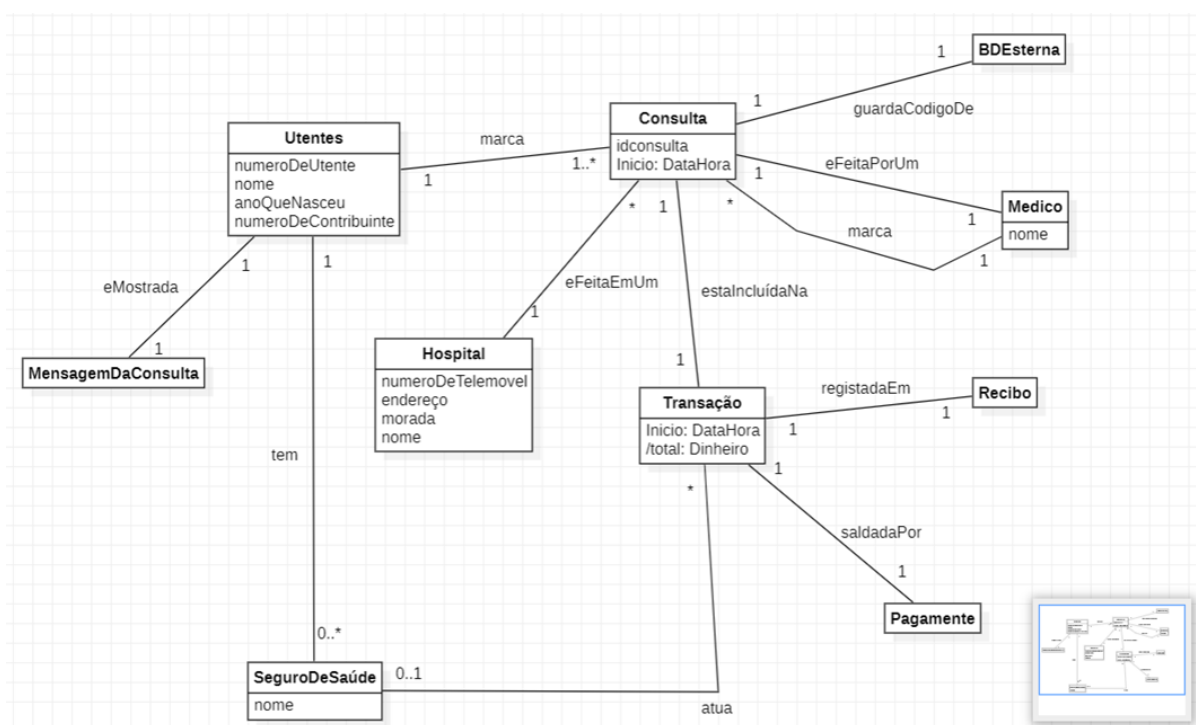 1
BDEsterna
1
guardaCodigoDe
Consulta
idconsulta
Inicio: DataHora
Utentes
numeroDeUtente
nome
anoQueNasceu
numeroDeContribuinte
marca
1
1..*
eFeitaPorUm
1
1
Medico
nome
*
marca
1
*
1
eFeitaEmUm
1
estaIncluídaNa
1
1
1
eMostrada
1
MensagemDaConsulta
Hospital
numeroDeTelemovel
endereço
morada
nome
Transação
Inicio: DataHora
/total: Dinheiro
registadaEm
1
1
Recibo
*
1
saldadaPor
1
Pagamente
tem
0..*
SeguroDeSaúde
nome
0..1
atua